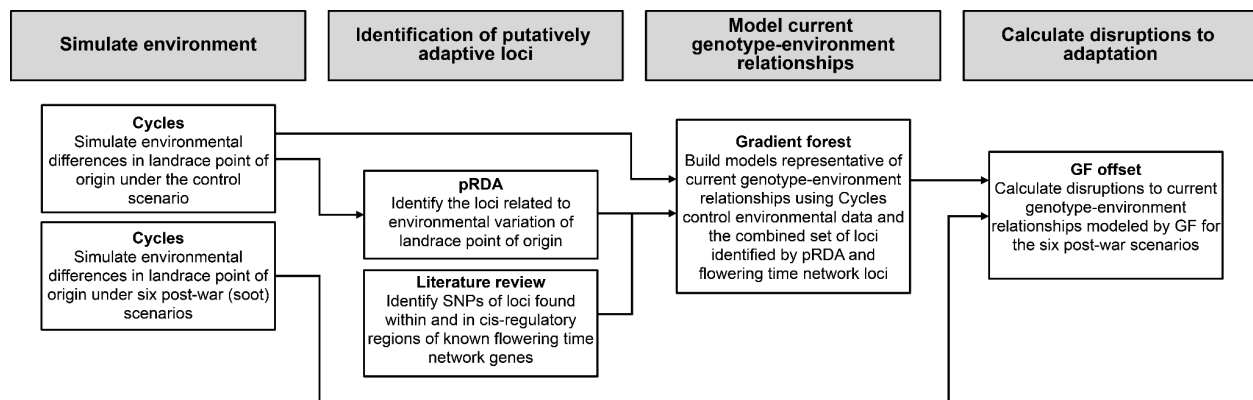 Simulate environment
Identification of putatively
adaptive loci
Model current
genotype-environment
relationships
Calculate disruptions to
adaptation
Cycles
Simulate environmental
differences in landrace point of
origin under the control
scenario
Cycles
Simulate environmental
differences in landrace point of
origin under six post-war (soot)
scenarios
pRDA
Identify the loci related to
environmental variation of
landrace point of origin
Literature review
Identify SNPs of loci found
within and in cis-regulatory
regions of known flowering time
network genes
Gradient forest
Build models representative of
current genotype-environment
relationships using Cycles
control environmental data and
the combined set of loci
identified by pRDA and
flowering time network loci
GF offset
Calculate disruptions to current
genotype-environment
relationships modeled by GF for
the six post-war scenarios